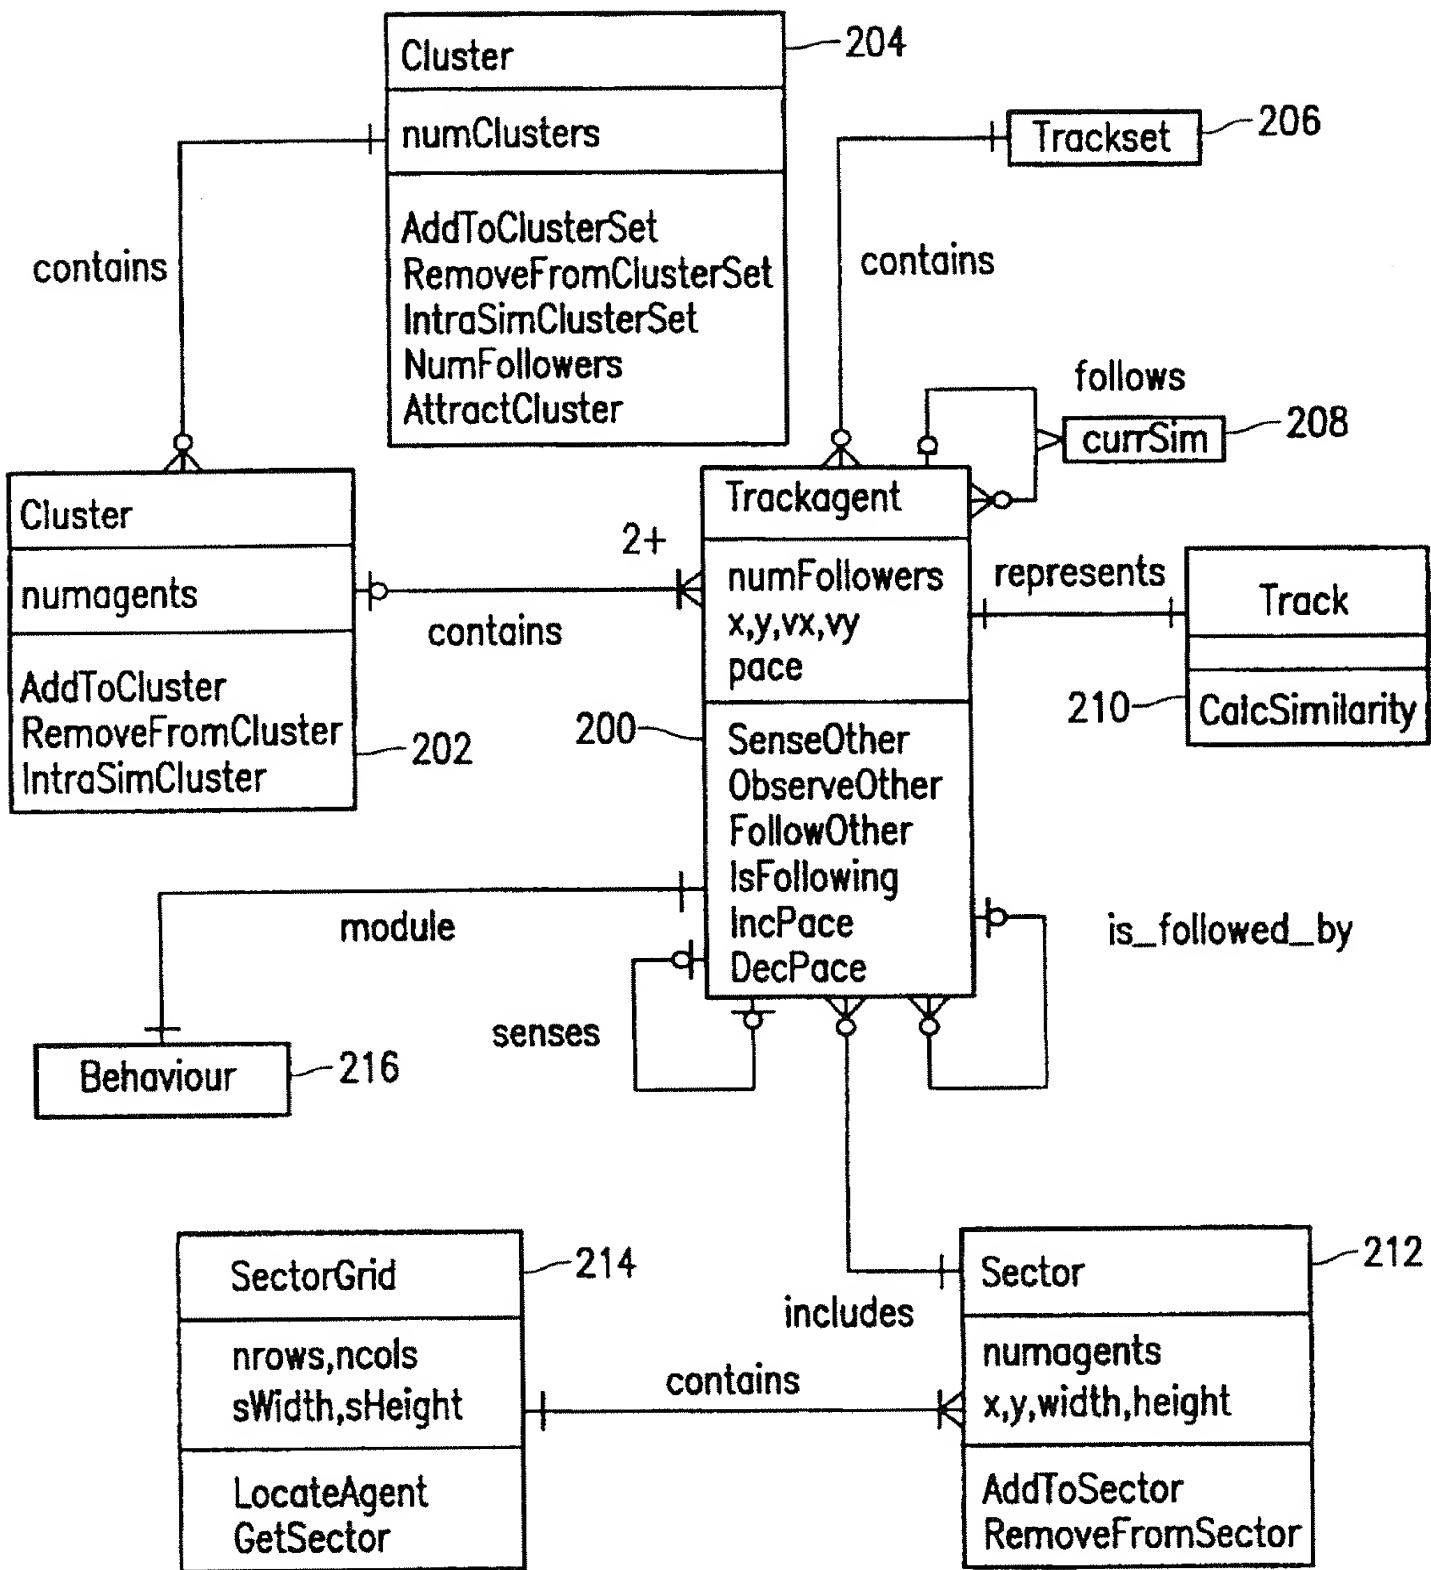 Cluster
204
numClusters
AddToClusterSet
RemoveFromClusterSet
IntraSimClusterSet
NumFollowers
AttractCluster
Trackset
206
contains
contains
follows
currSim
208
Cluster
numagents
AddToCluster
RemoveFromCluster
IntraSimCluster
202
2+
contains
Trackagent
numFollowers
x,y,vx,vy
pace
200
SenseOther
ObserveOther
FollowOther
IsFollowing
IncPace
DecPace
represents
Track
210
CalcSimilarity
module
is_followed_by
senses
Behaviour
216
SectorGrid
214
nrows,ncols
sWidth,sHeight
LocateAgent
GetSector
includes
contains
Sector
212
numagents
x,y,width,height
AddToSector
RemoveFromSector